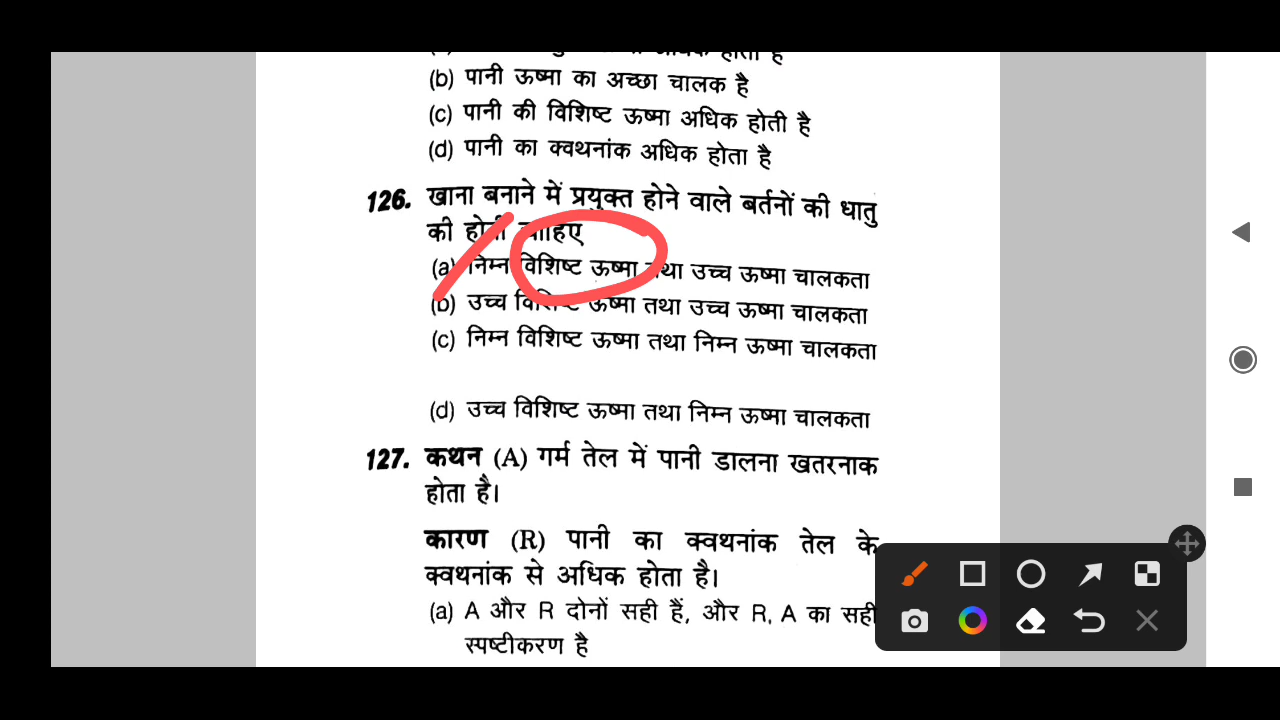 (b) पानी ऊष्मा का अच्छा चालक है
(c) पानी की विशिष्ट ऊष्मा अधिक होती है
(d) पानी का क्वथनांक अधिक होता है
126. खाना बनाने में प्रयुक्त होने वाले बर्तनों की धातु
की होनी चाहिए
(a) निम्न विशिष्ट ऊष्मा तथा उच्च ऊष्मा चालकता
(b) उच्च विशिष्ट ऊष्मा तथा उच्च ऊष्मा चालकता
(c) निम्न विशिष्ट ऊष्मा तथा निम्न ऊष्मा चालकता
(d) उच्च विशिष्ट ऊष्मा तथा निम्न ऊष्मा चालकता
127. कथन (A) गर्म तेल में पानी डालना खतरनाक
होता है।
कारण (R) पानी का क्वथनांक तेल के
क्वथनांक से अधिक होता है।
(a) A और R दोनों सही हैं, और R, A का सही
स्पष्टीकरण है